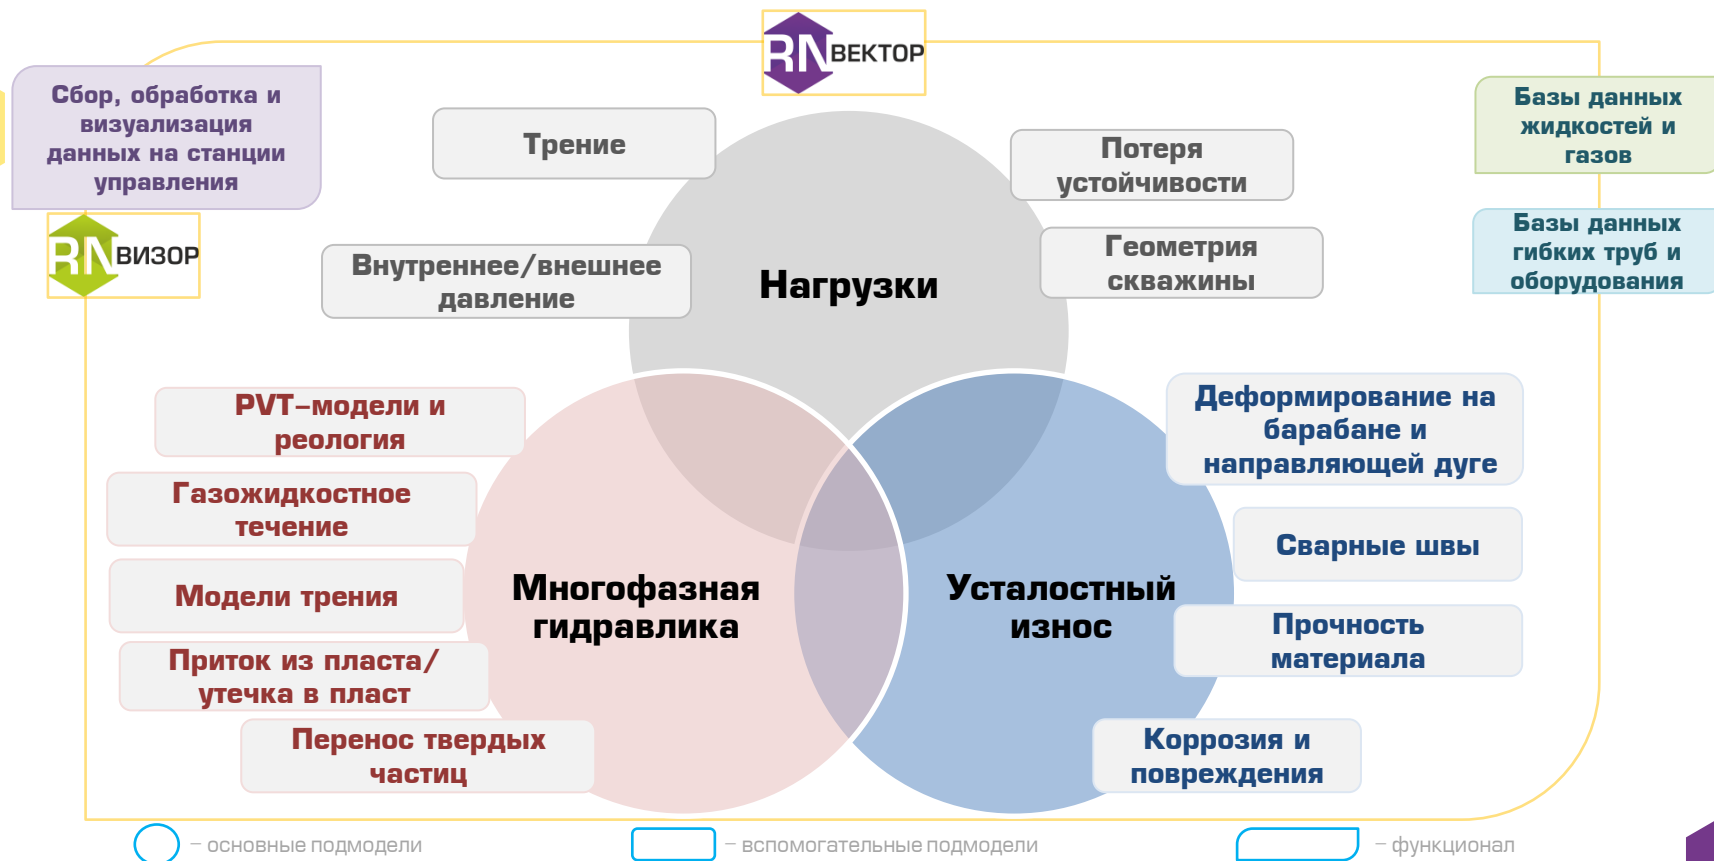 RN ВЕКТОР
Сбор, обработка и
визуализация
данных на станции
управления
RN ВИЗОР
Базы данных
жидкостей и
газов
Базы данных
гибких труб и
оборудования
Трение
Внутреннее/внешнее
давление
Потеря
устойчивости
Геометрия
скважины
Нагрузки
PVT–модели и
реология
Газожидкостное
течение
Модели трения
Приток из пласта/
утечка в пласт
Перенос твердых
частиц
Многофазная
гидравлика
Усталостный
износ
Деформирование на
барабане и
направляющей дуге
Сварные швы
Прочность
материала
Коррозия и
повреждения
– основные подмодели
– вспомогательные подмодели
– функционал